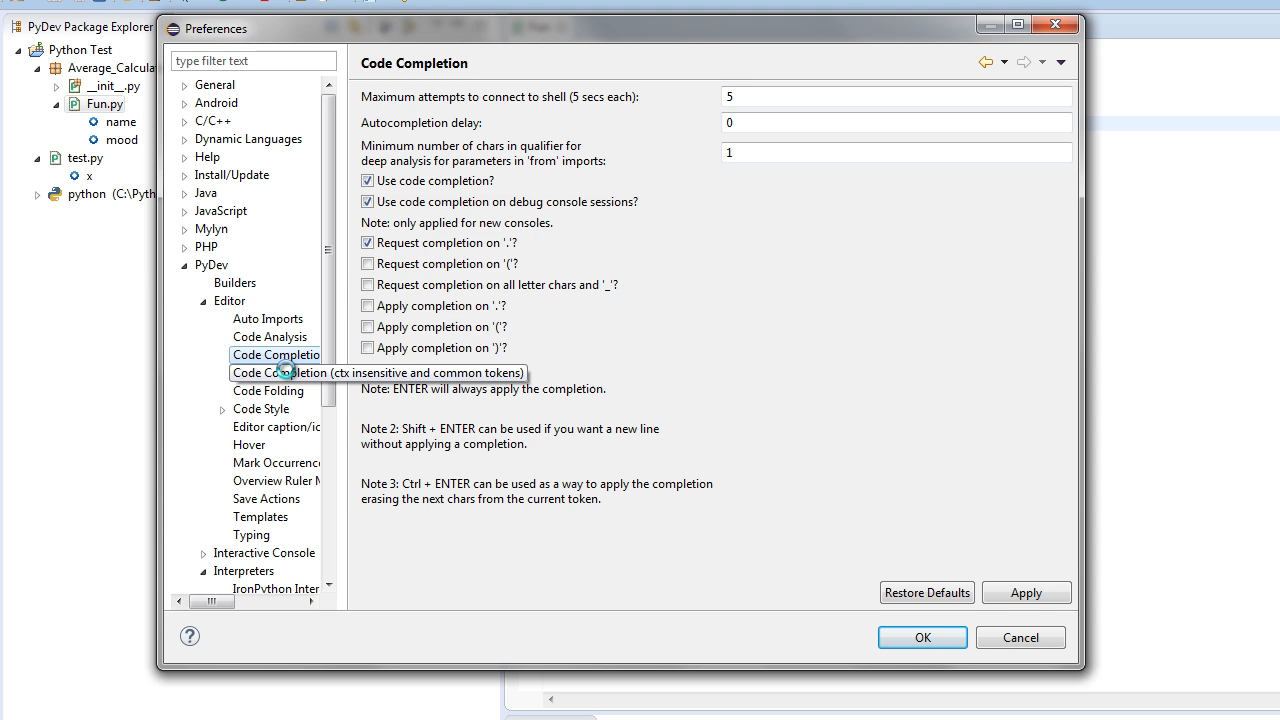 PyDev Package Explorer
Python Test
Average_Calcula
__init__.py
Fun.py
name
mood
test.py
x
python (C:\Pyth
Preferences
type filter text
General
Android
C/C++
Dynamic Languages
Help
Install/Update
Java
JavaScript
Mylyn
PHP
PyDev
Builders
Editor
Auto Imports
Code Analysis
Code Completio
Code Completion (ctx insensitive and common tokens)
Code Folding
Code Style
Editor caption/ic
Hover
Mark Occurrenc
Overview Ruler M
Save Actions
Templates
Typing
Interactive Console
Interpreters
IronPython Inter
Code Completion
Maximum attempts to connect to shell (5 secs each):
5
Autocompletion delay:
0
Minimum number of chars in qualifier for
deep analysis for parameters in 'from' imports:
1
Use code completion?
Use code completion on debug console sessions?
Note: only applied for new consoles.
Request completion on '.'?
Request completion on '('?
Request completion on all letter chars and '_'?
Apply completion on '.'?
Apply completion on '('?
Apply completion on ')'?
Note: ENTER will always apply the completion.
Note 2: Shift + ENTER can be used if you want a new line
without applying a completion.
Note 3: Ctrl + ENTER can be used as a way to apply the completion
erasing the next chars from the current token.
Restore Defaults
Apply
OK
Cancel